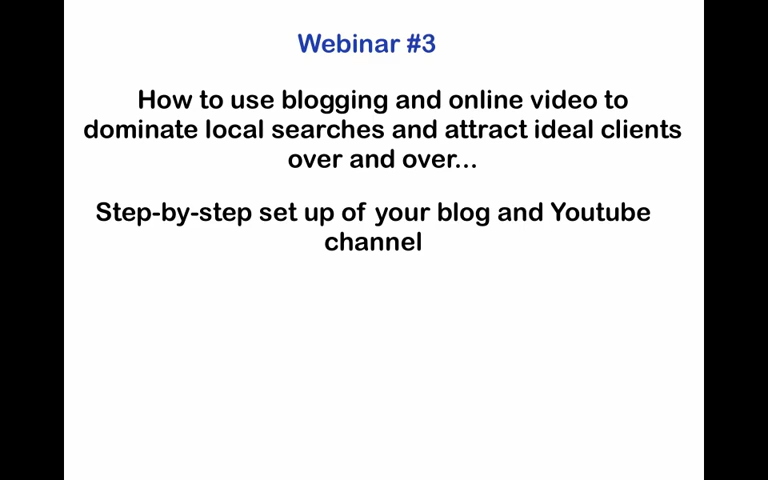 Webinar #3
How to use blogging and online video to
dominate local searches and attract ideal clients
over and over...
Step-by-step set up of your blog and Youtube
channel